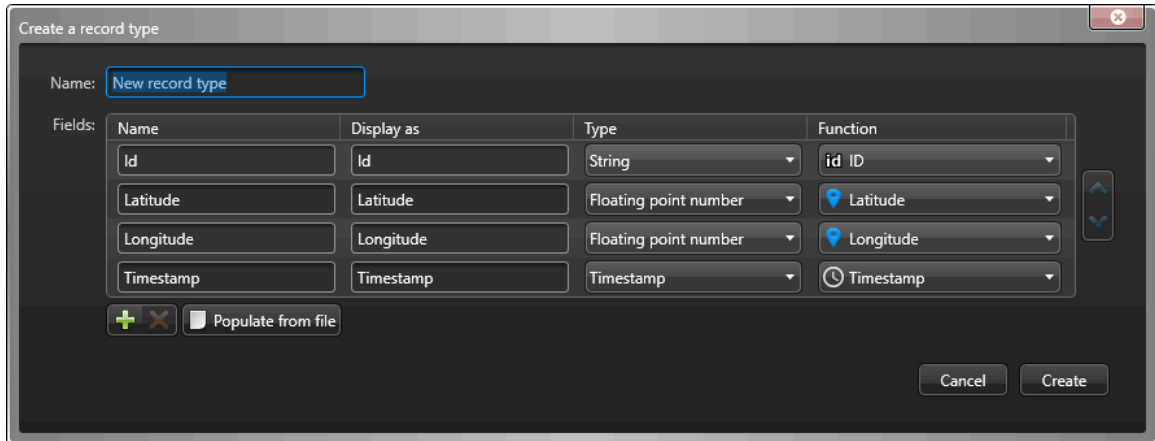 Create a record type
Name: New record type
Fields: Name Display as Type Function
Id Id String id ID
Latitude Latitude Floating point number Latitude
Longitude Longitude Floating point number Longitude
Timestamp Timestamp Timestamp Timestamp
Populate from file
Cancel Create